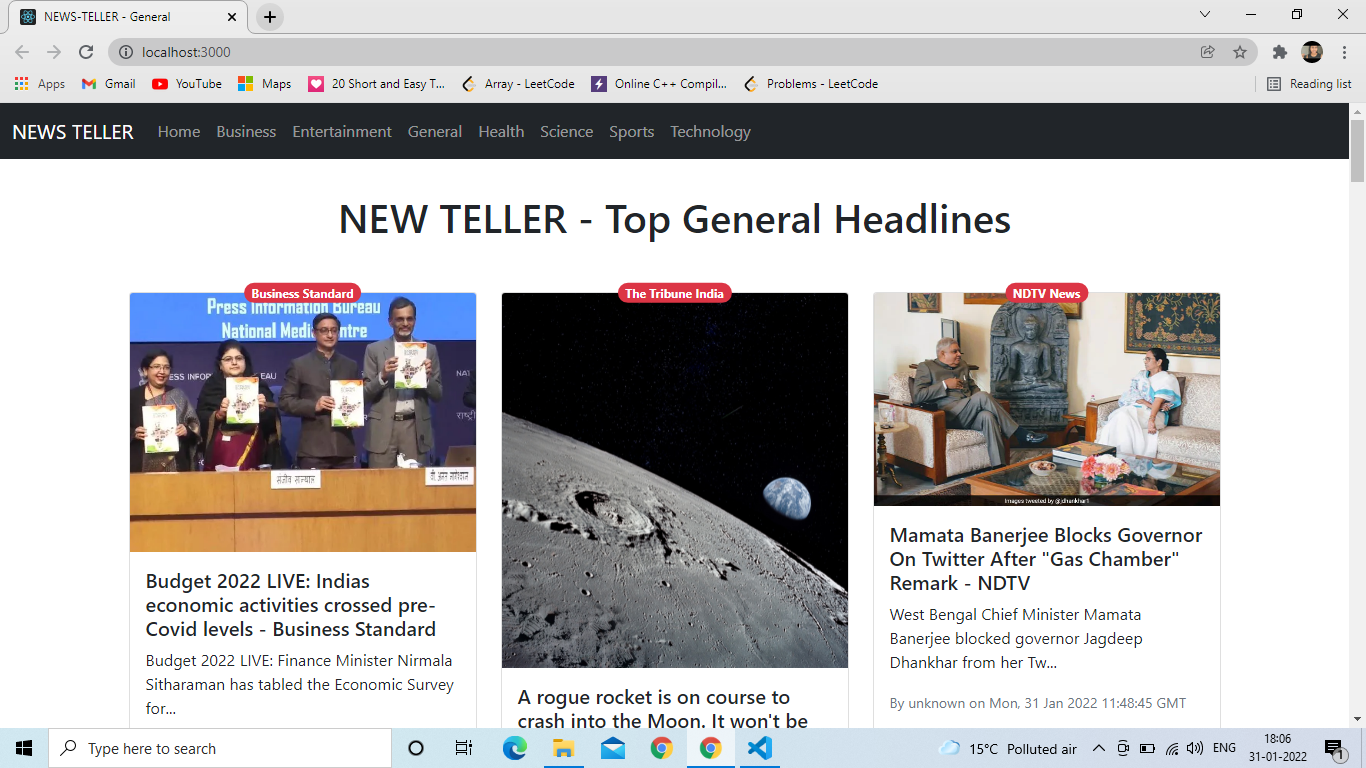 NEWS-TELLER - General
localhost:3000
Apps Gmail YouTube Maps 20 Short and Easy T... Array - LeetCode Online C++ Compil... Problems - LeetCode Reading list
NEWS TELLER Home Business Entertainment General Health Science Sports Technology
NEW TELLER - Top General Headlines
Business Standard
Press Information Bureau
National Media Centre
संजीव सान्याल
Budget 2022 LIVE: Indias
economic activities crossed pre-
Covid levels - Business Standard
Budget 2022 LIVE: Finance Minister Nirmala
Sitharaman has tabled the Economic Survey
for...
The Tribune India
A rogue rocket is on course to
crash into the Moon. It won't be
NDTV News
Images tweeted by @jdhankhar1
Mamata Banerjee Blocks Governor
On Twitter After "Gas Chamber"
Remark - NDTV
West Bengal Chief Minister Mamata
Banerjee blocked governor Jagdeep
Dhankhar from her Tw...
By unknown on Mon, 31 Jan 2022 11:48:45 GMT
Type here to search
15°C Polluted air
ENG
18:06
31-01-2022
1